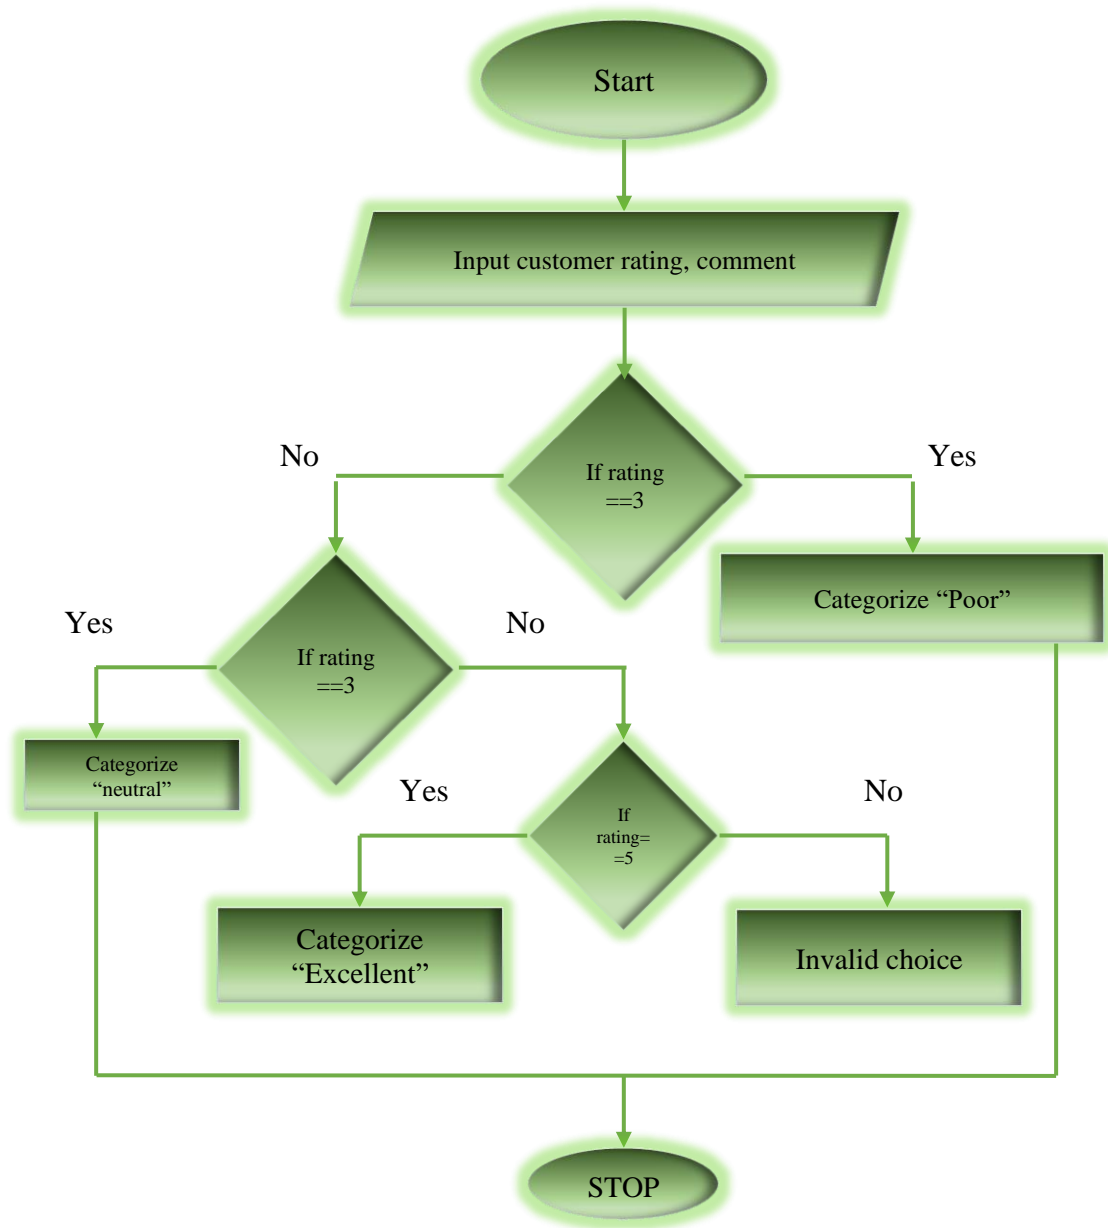 Start
Input customer rating, comment
No
Yes
If rating
==3
Categorize “Poor”
Yes
No
If rating
==3
Categorize
“neutral”
Yes
No
If
rating=
=5
Categorize
“Excellent”
Invalid choice
STOP